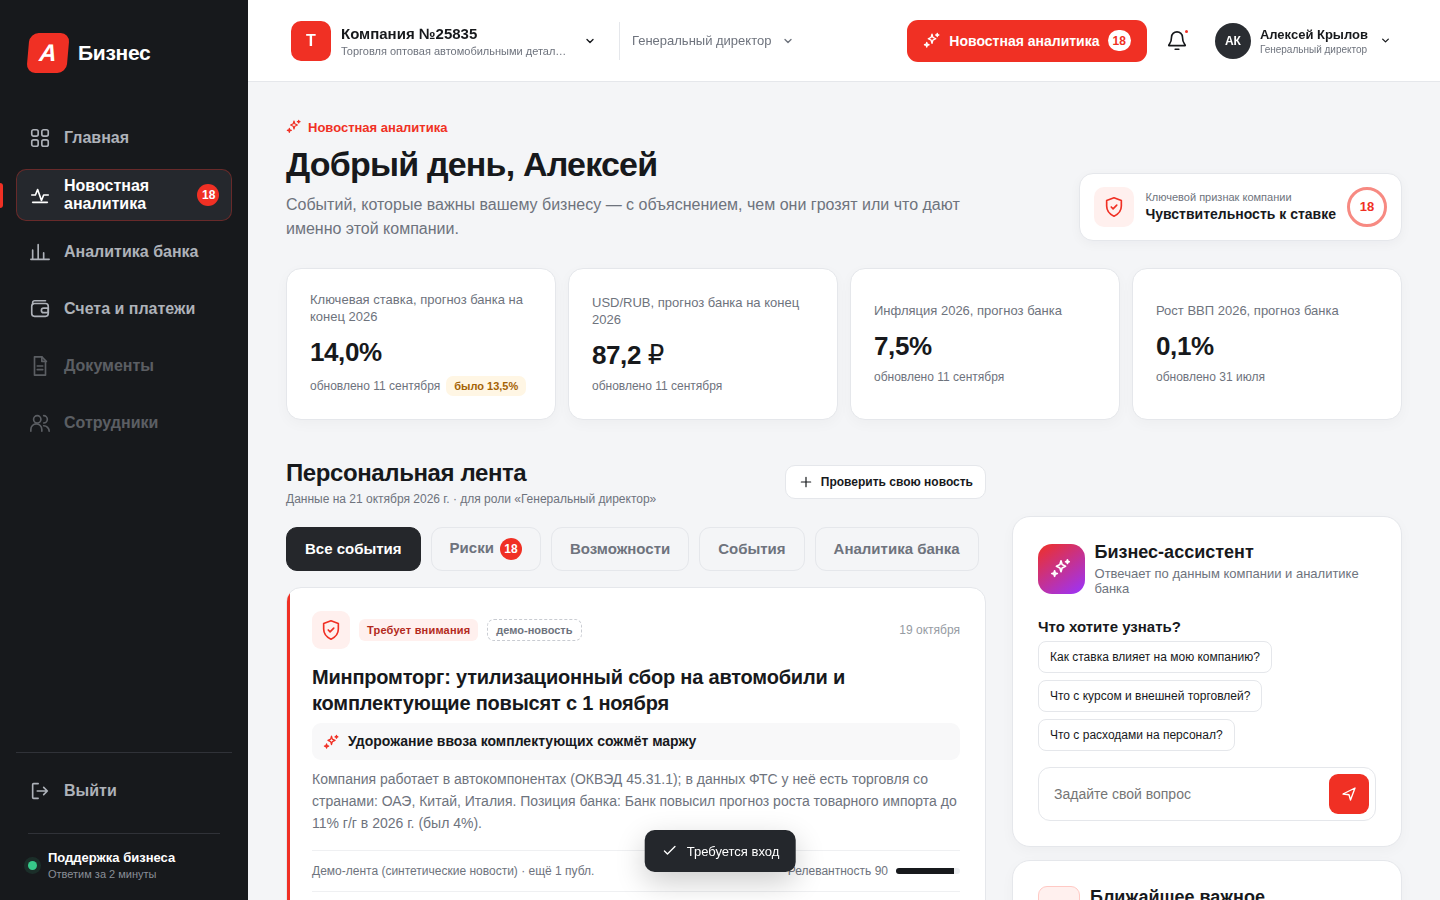 А Бизнес
Главная
Новостная
аналитика
18
Аналитика банка
Счета и платежи
Документы
Сотрудники
Выйти
Поддержка бизнеса
Ответим за 2 минуты
Т
Компания №25835
Торговля оптовая автомобильными детал…
Генеральный директор
Новостная аналитика 18
АК
Алексей Крылов
Генеральный директор
Новостная аналитика
Добрый день, Алексей
Событий, которые важны вашему бизнесу — с объяснением, чем они грозят или что дают
именно этой компании.
Ключевой признак компании
Чувствительность к ставке
18
Ключевая ставка, прогноз банка на
конец 2026
14,0%
обновлено 11 сентября было 13,5%
USD/RUB, прогноз банка на конец
2026
87,2 ₽
обновлено 11 сентября
Инфляция 2026, прогноз банка
7,5%
обновлено 11 сентября
Рост ВВП 2026, прогноз банка
0,1%
обновлено 31 июля
Персональная лента
Данные на 21 октября 2026 г. · для роли «Генеральный директор»
Проверить свою новость
Все события
Риски 18
Возможности
События
Аналитика банка
Требует внимания
демо-новость
19 октября
Минпромторг: утилизационный сбор на автомобили и
комплектующие повысят с 1 ноября
Удорожание ввоза комплектующих сожмёт маржу
Компания работает в автокомпонентах (ОКВЭД 45.31.1); в данных ФТС у неё есть торговля со
странами: ОАЭ, Китай, Италия. Позиция банка: Банк повысил прогноз роста товарного импорта до
11% г/г в 2026 г. (был 4%).
Демо-лента (синтетические новости) · ещё 1 публ.
Релевантность 90
Требуется вход
Бизнес-ассистент
Отвечает по данным компании и аналитике
банка
Что хотите узнать?
Как ставка влияет на мою компанию?
Что с курсом и внешней торговлей?
Что с расходами на персонал?
Задайте свой вопрос
Ближайшее важное